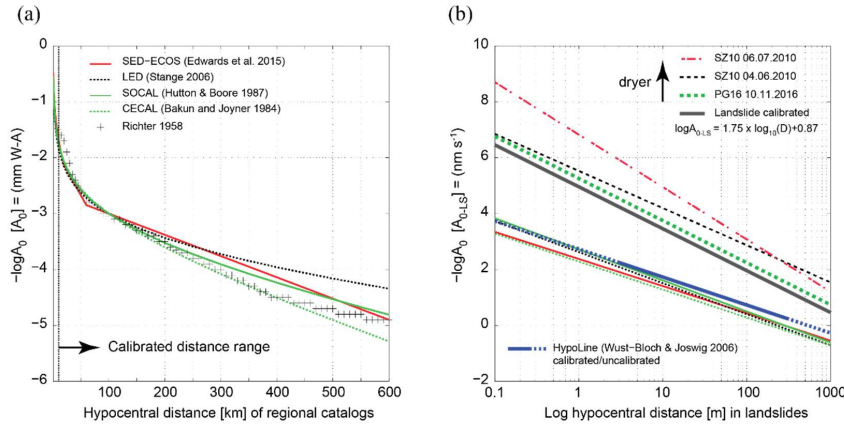 (a)
0
−1
−2
−3
−4
−5
−6
−logA0 [A0] = (mm W-A)
SED−ECOS (Edwards et al. 2015)
LED (Stange 2006)
SOCAL (Hutton & Boore 1987)
CECAL (Bakun and Joyner 1984)
Richter 1958
Calibrated distance range
100
200
300
400
500
600
Hypocentral distance [km] of regional catalogs
(b)
10
8
6
4
2
0
−2
−logA0 [A0-LS] = (nm s-1)
dryer
SZ10 06.07.2010
SZ10 04.06.2010
PG16 10.11.2016
Landslide calibrated
logA0-LS = 1.75 x log10(D)+0.87
HypoLine (Wust−Bloch & Joswig 2006)
calibrated/uncalibrated
0.1
1
10
100
1000
Log hypocentral distance [m] in landslides